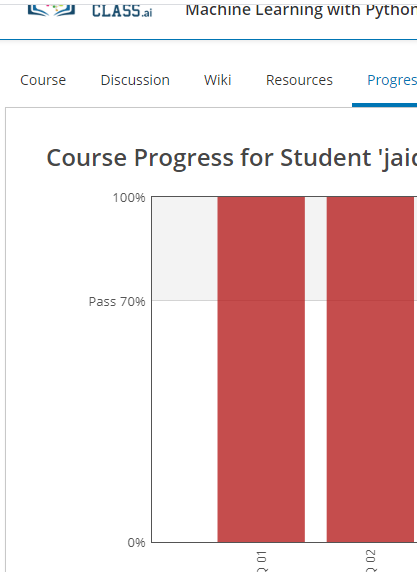 CLASS.ai
Machine Learning with Python
Course Discussion Wiki Resources Progres
Course Progress for Student 'jaic
100%
Pass 70%
0%
Q 01
Q 02